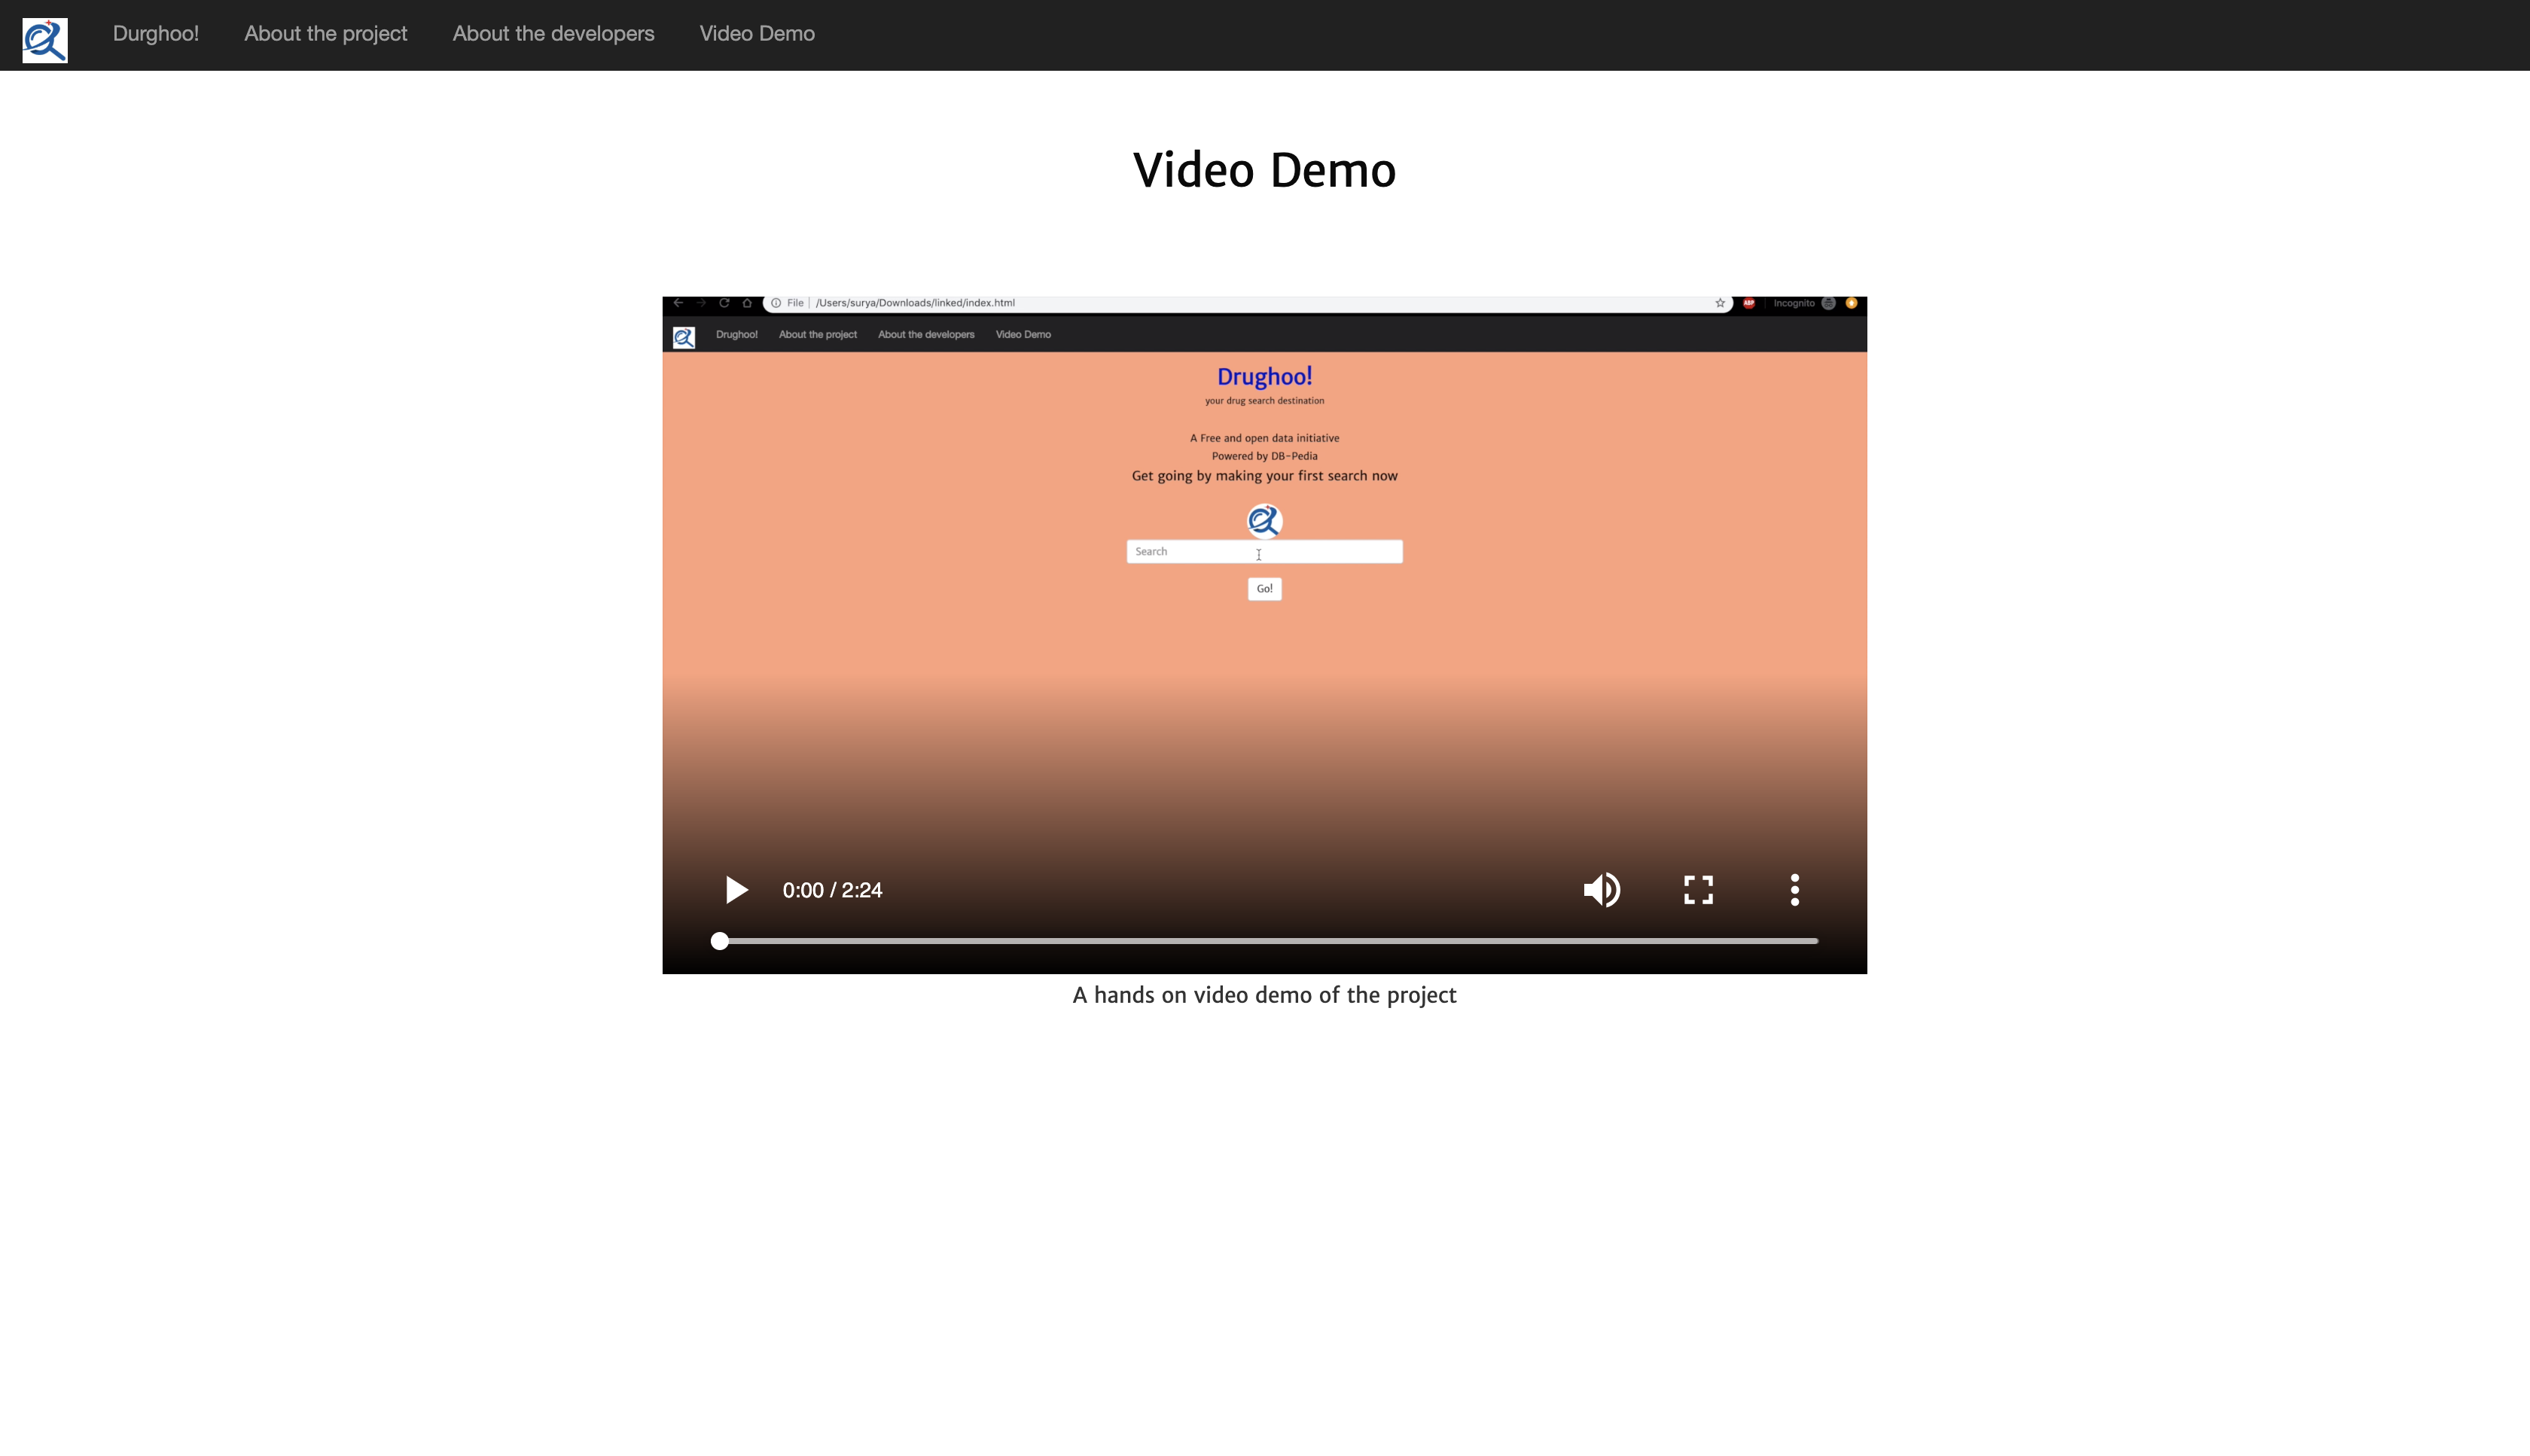 Durghoo! About the project About the developers Video Demo
Video Demo
File /Users/surya/Downloads/linked/index.html ABP Incognito
Drughoo! About the project About the developers Video Demo
Drughoo!
your drug search destination
A Free and open data initiative
Powered by DB-Pedia
Get going by making your first search now
Search
Go!
0:00 / 2:24
A hands on video demo of the project